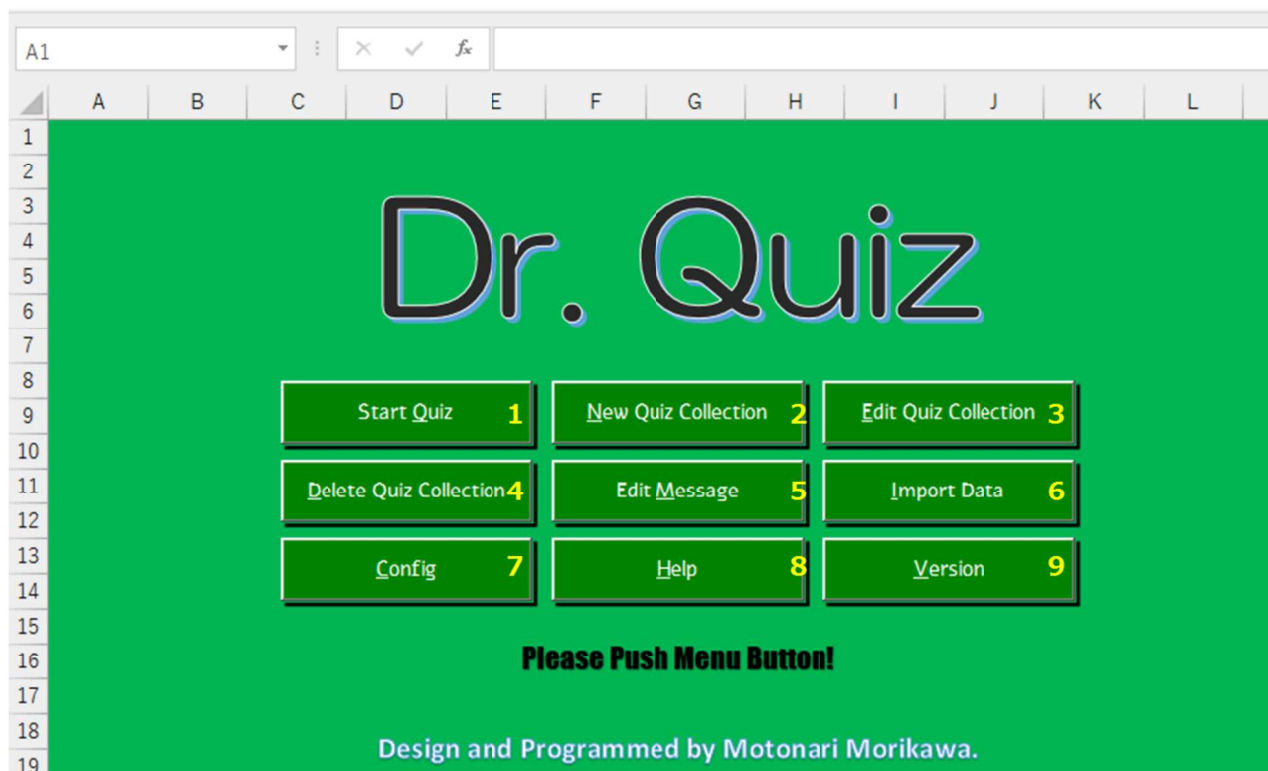 A1
fx
A B C D E F G H I J K L
1
2
3
4
5
6
7
8
9
10
11
12
13
14
15
16
17
18
19
Dr. Quiz
Start Quiz 1 New Quiz Collection 2 Edit Quiz Collection 3
Delete Quiz Collection 4 Edit Message 5 Import Data 6
Config 7 Help 8 Version 9
Please Push Menu Button!
Design and Programmed by Motonari Morikawa.